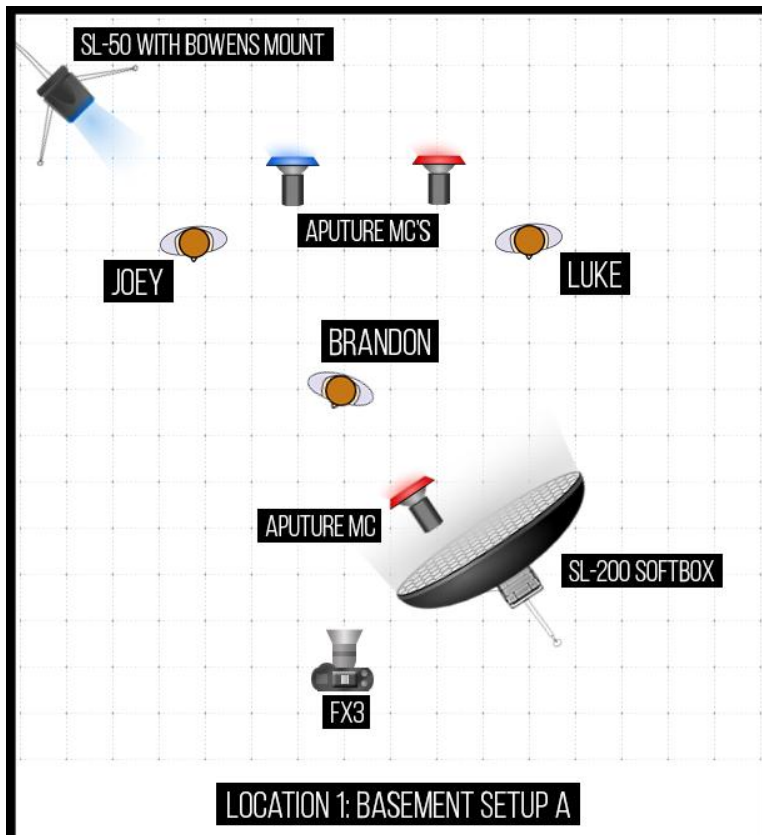 SL-50 WITH BOWENS MOUNT
APUTURE MC'S
JOEY
LUKE
BRANDON
APUTURE MC
SL-200 SOFTBOX
FX3
LOCATION 1: BASEMENT SETUP A